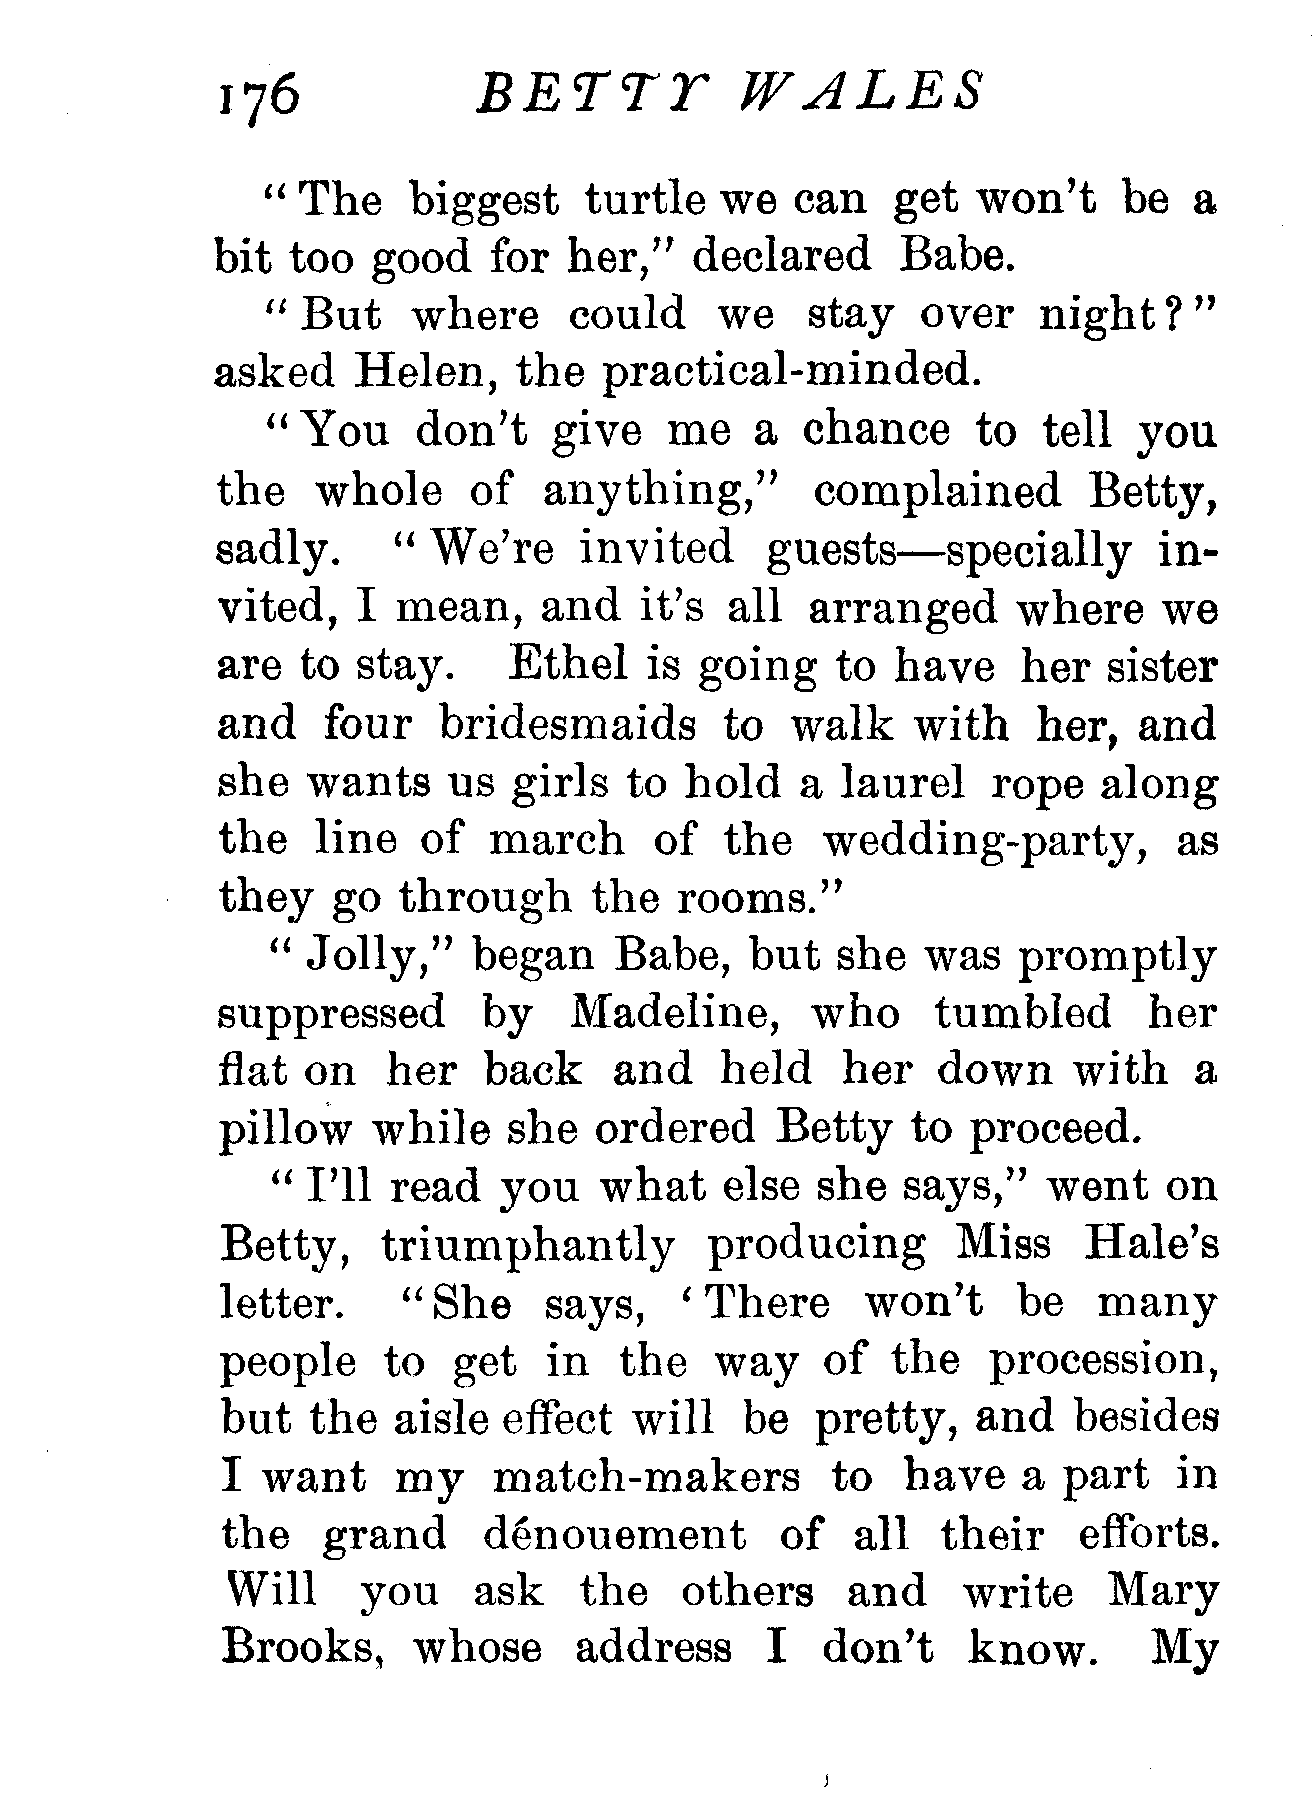 176 BETTY WALES
“ The biggest turtle we can get won’t be a
bit too good for her,” declared Babe.
“ But where could we stay over night? ”
asked Helen, the practical-minded.
“ You don’t give me a chance to tell you
the whole of anything,” complained Betty,
sadly. “ We’re invited guests—specially in-
vited, I mean, and it’s all arranged where we
are to stay. Ethel is going to have her sister
and four bridesmaids to walk with her, and
she wants us girls to hold a laurel rope along
the line of march of the wedding-party, as
they go through the rooms.”
“ Jolly,” began Babe, but she was promptly
suppressed by Madeline, who tumbled her
flat on her back and held her down with a
pillow while she ordered Betty to proceed.
“ I’ll read you what else she says,” went on
Betty, triumphantly producing Miss Hale’s
letter. “ She says, ‘ There won’t be many
people to get in the way of the procession,
but the aisle effect will be pretty, and besides
I want my match-makers to have a part in
the grand dénouement of all their efforts.
Will you ask the others and write Mary
Brooks, whose address I don’t know. My